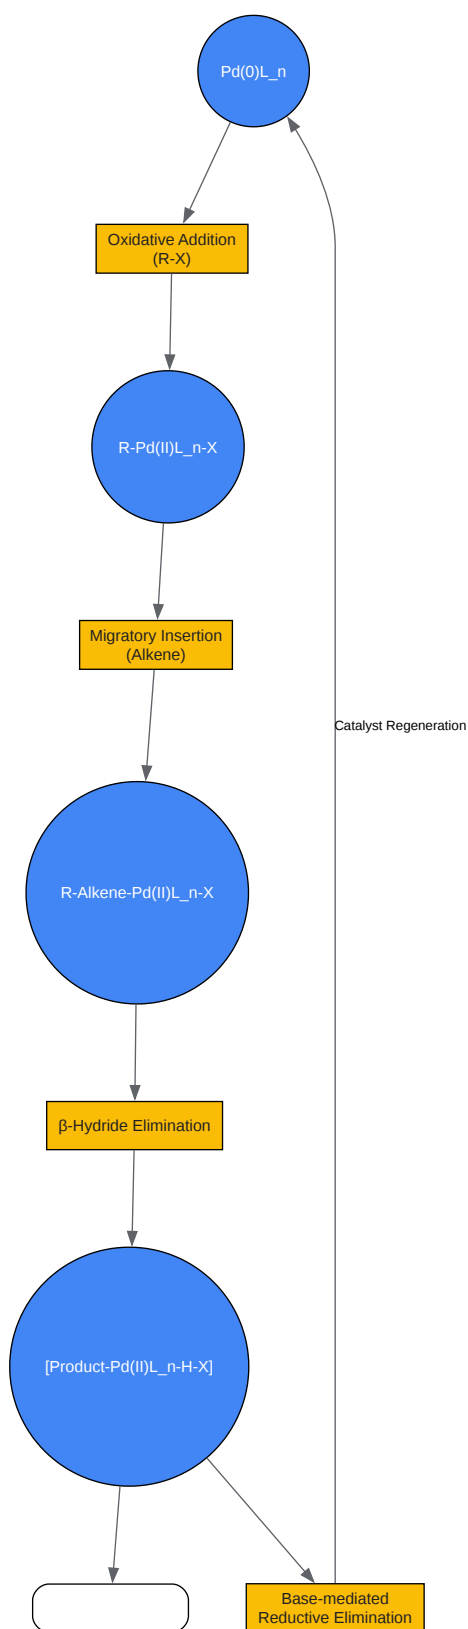 Pd(0)L_n
Oxidative Addition
(R-X)
R-Pd(II)L_n-X
Migratory Insertion
(Alkene)
Catalyst Regeneration
R-Alkene-Pd(II)L_n-X
β-Hydride Elimination
[Product-Pd(II)L_n-H-X]
Base-mediated
Reductive Elimination